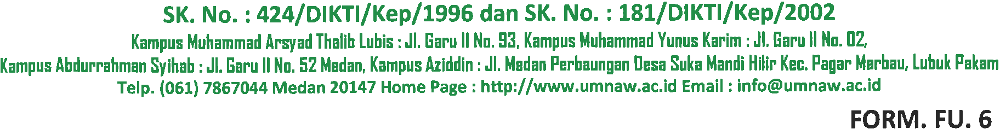 SK. No. : 424/DIKTI/Kep/1996 dan SK. No. : 181/DIKTI/Kep/2002
Kampus Muhammad Arsyad Thalib Lubis : Jl. Garu II No. 93, Kampus Muhammad Yunus Karim : Jl. Garu II No. 02,
Kampus Abdurrahman Syihab : Jl. Garu II No. 52 Medan, Kampus Aziddin : Jl. Medan Perbaungan Desa Suka Mandi Hilir Kec. Pagar Merbau, Lubuk Pakam
Telp. (061) 7867044 Medan 20147 Home Page : http://www.umnaw.ac.id Email : info@umnaw.ac.id
FORM. FU. 6